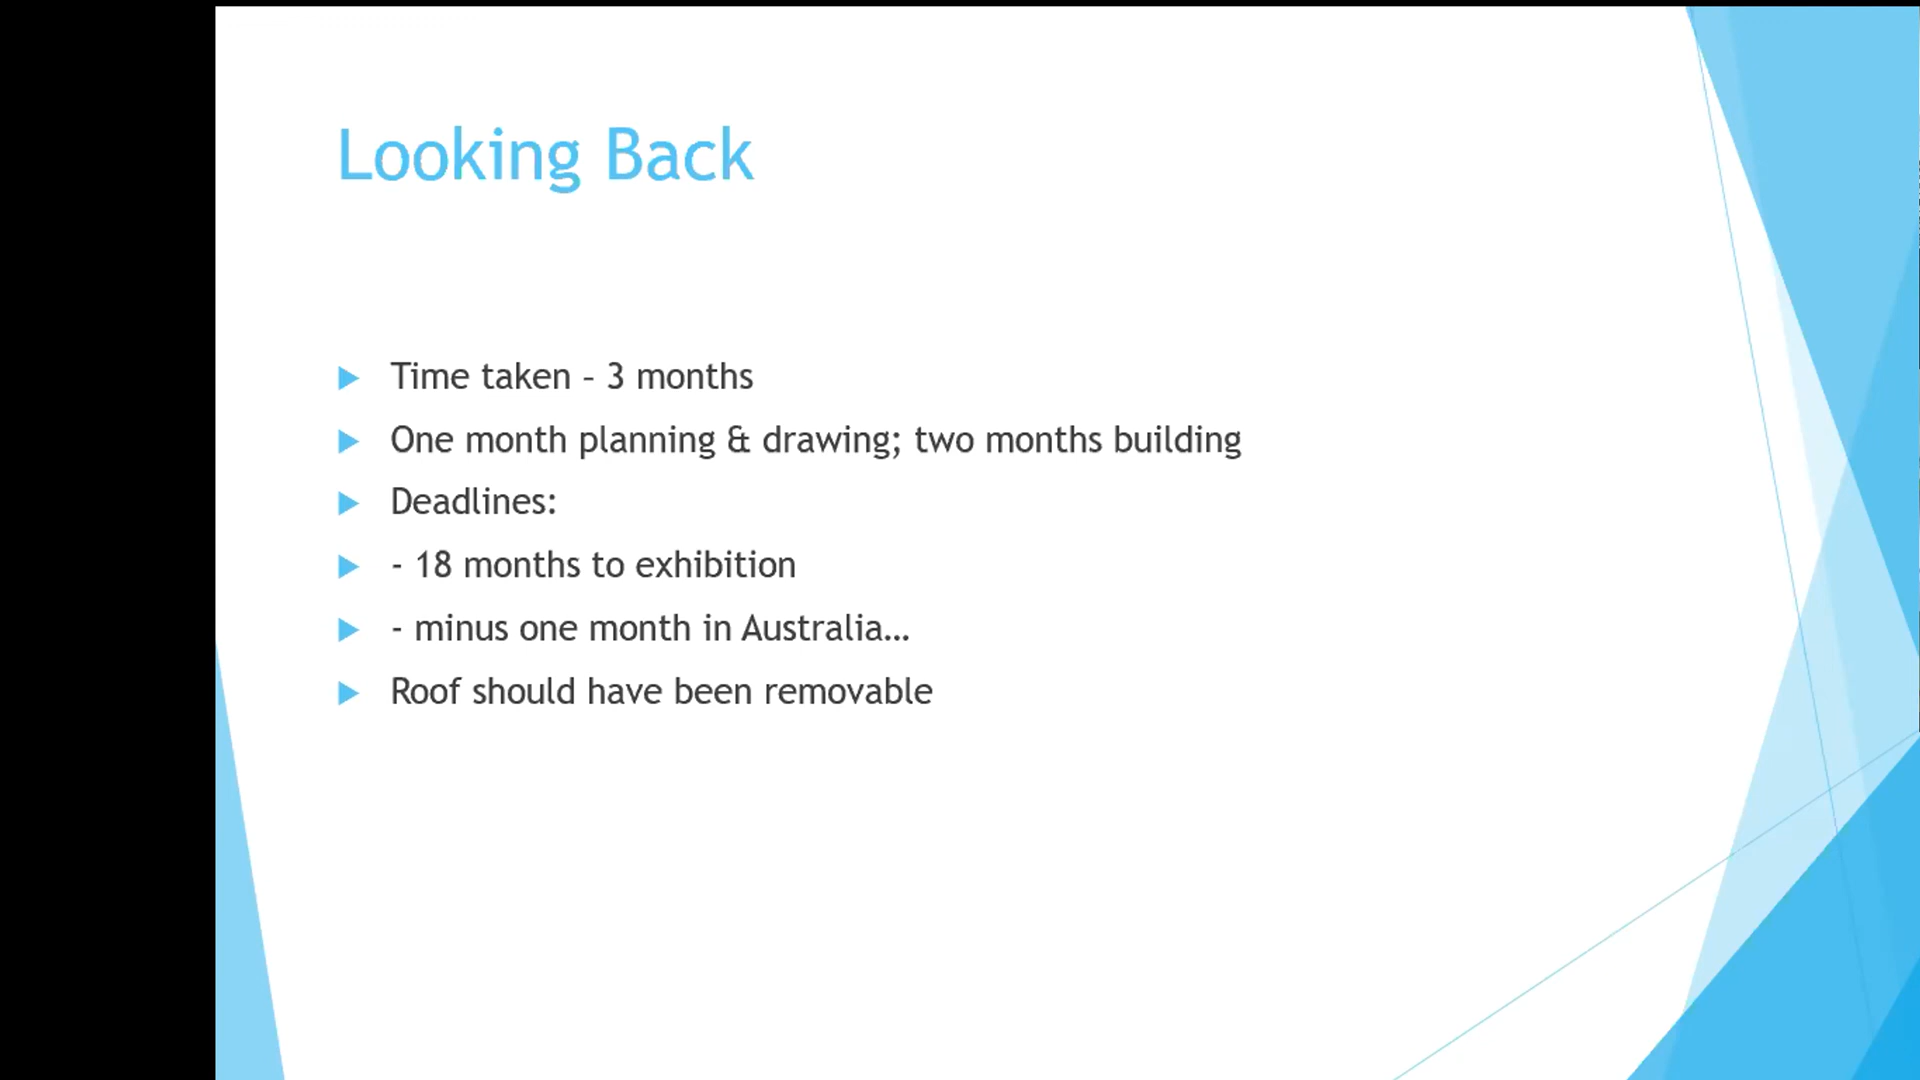 Looking Back
Time taken – 3 months
One month planning & drawing; two months building
Deadlines:
- 18 months to exhibition
- minus one month in Australia…
Roof should have been removable